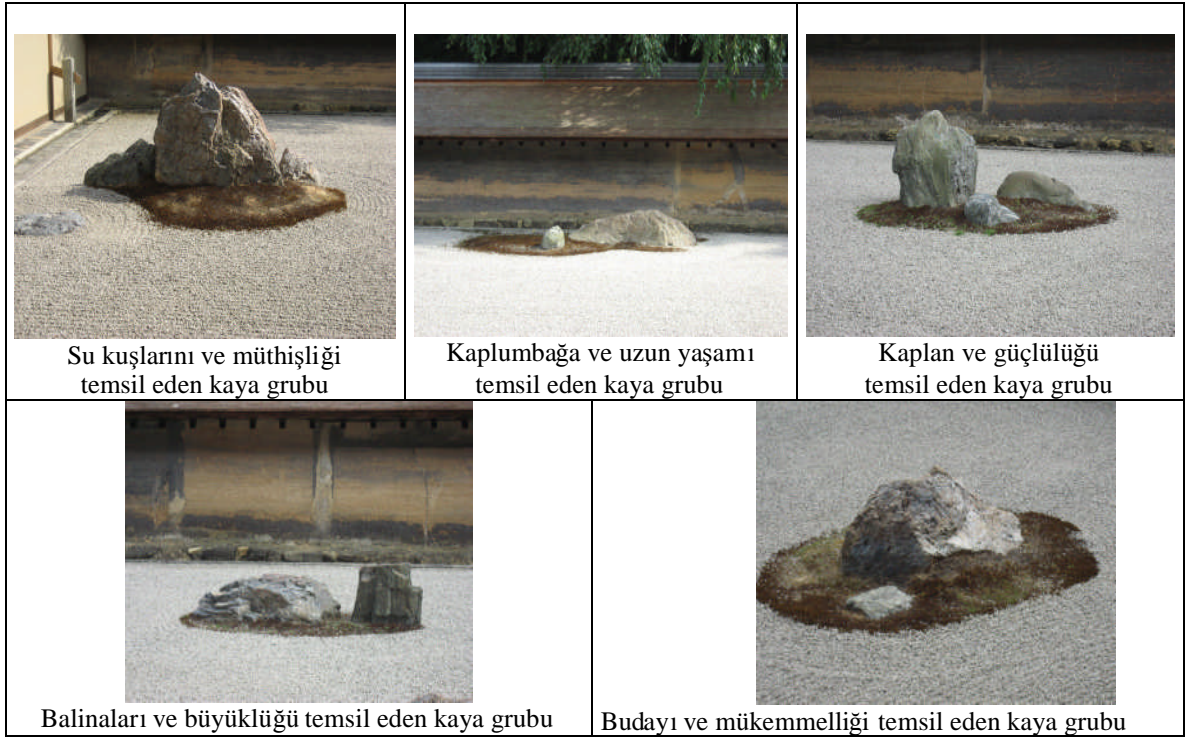 Su kuşlarını ve müthişliği
temsil eden kaya grubu
Kaplumbağa ve uzun yaşamı
temsil eden kaya grubu
Kaplan ve güçlülüğü
temsil eden kaya grubu
Balinaları ve büyüklüğü temsil eden kaya grubu
Budayı ve mükemmelliği temsil eden kaya grubu